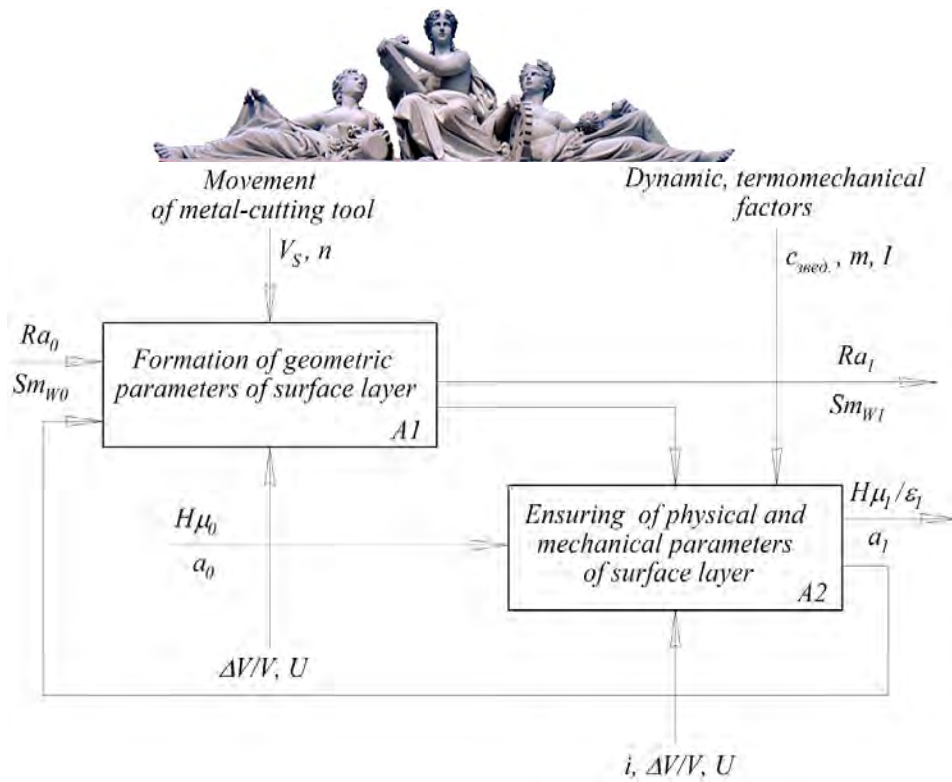 Movement
of metal-cutting tool
Dynamic, termomechanical
factors
V_S, n
c_звед., m, I
Ra_0
Sm_W0
Formation of geometric
parameters of surface layer
A1
Ra_1
Sm_W1
Hμ_0
a_0
Ensuring of physical and
mechanical parameters
of surface layer
A2
Hμ_1/ε_1
a_1
ΔV/V, U
i, ΔV/V, U